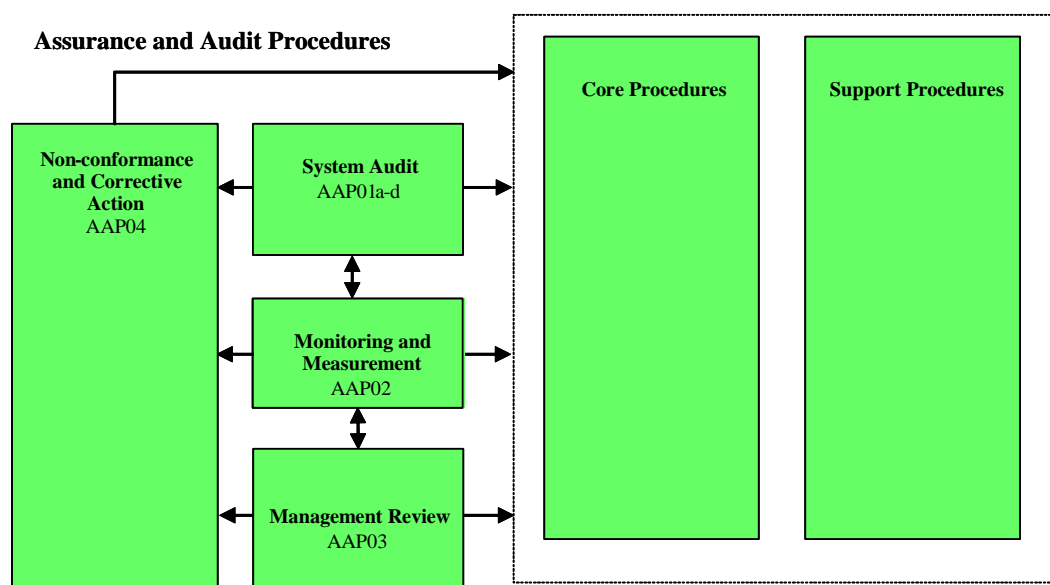 Assurance and Audit Procedures
Core Procedures
Support Procedures
Non-conformance
and Corrective
Action
AAP04
System Audit
AAP01a-d
Monitoring and
Measurement
AAP02
Management Review
AAP03